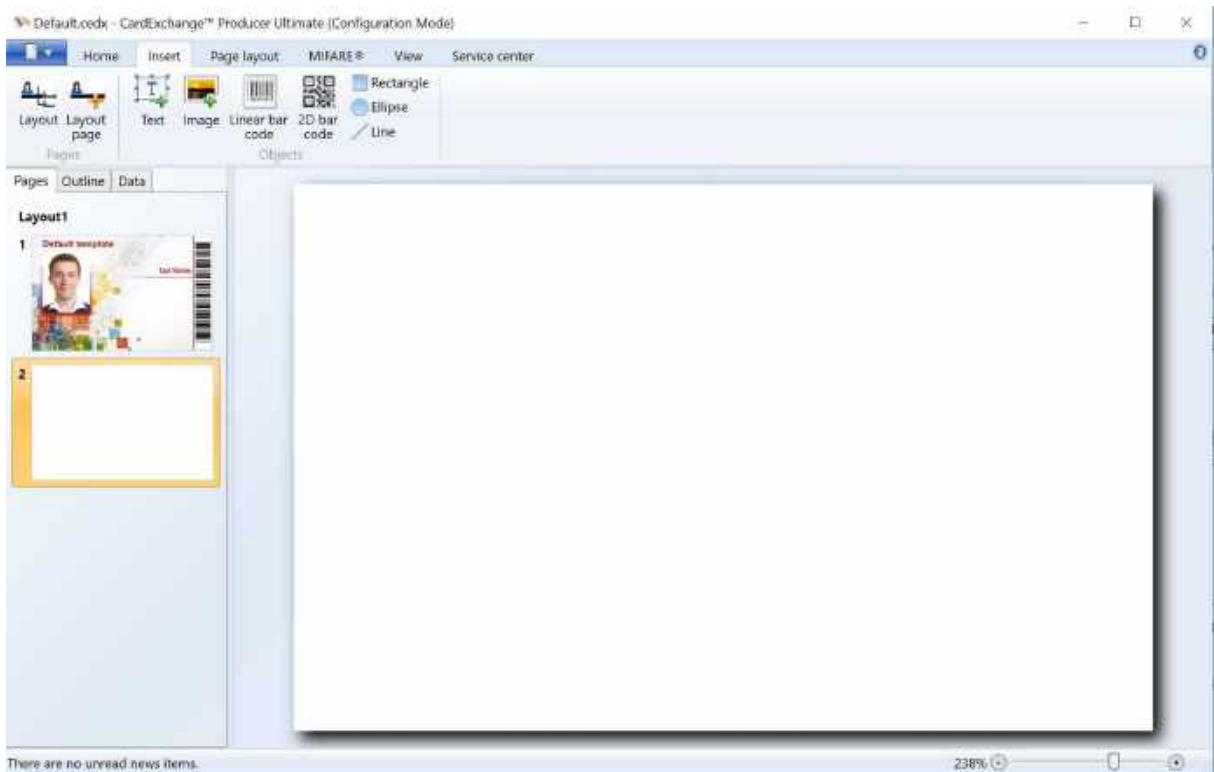 Default.cedx - CardExchange™ Producer Ultimate (Configuration Mode)
Home Insert Page layout MIFARE® View Service center
Layout Layout page Text Image Linear bar code 2D bar code Rectangle
Ellipse
Line
Pages Objects
Pages Outline Data
Layout1
1 Default template
Last Name
2
There are no unread news items. 238%